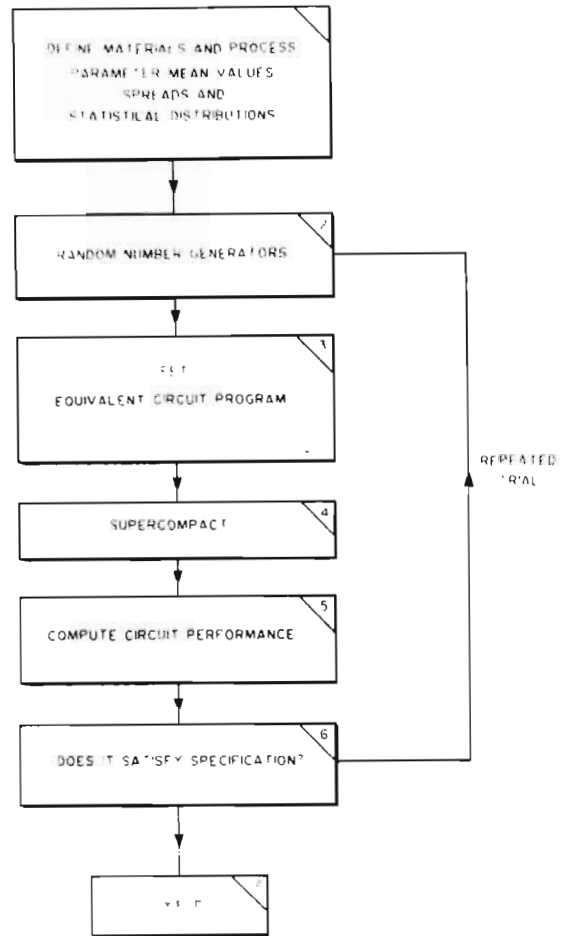 DEFINE MATERIALS AND PROCESS
PARAMETER MEAN VALUES
SPREADS AND
STATISTICAL DISTRIBUTIONS
2
RANDOM NUMBER GENERATORS
3
FET
EQUIVALENT CIRCUIT PROGRAM
4
SUPERCOMPACT
5
COMPUTE CIRCUIT PERFORMANCE
6
DOES IT SATISFY SPECIFICATION?
REPEATED
TRIAL
YIELD